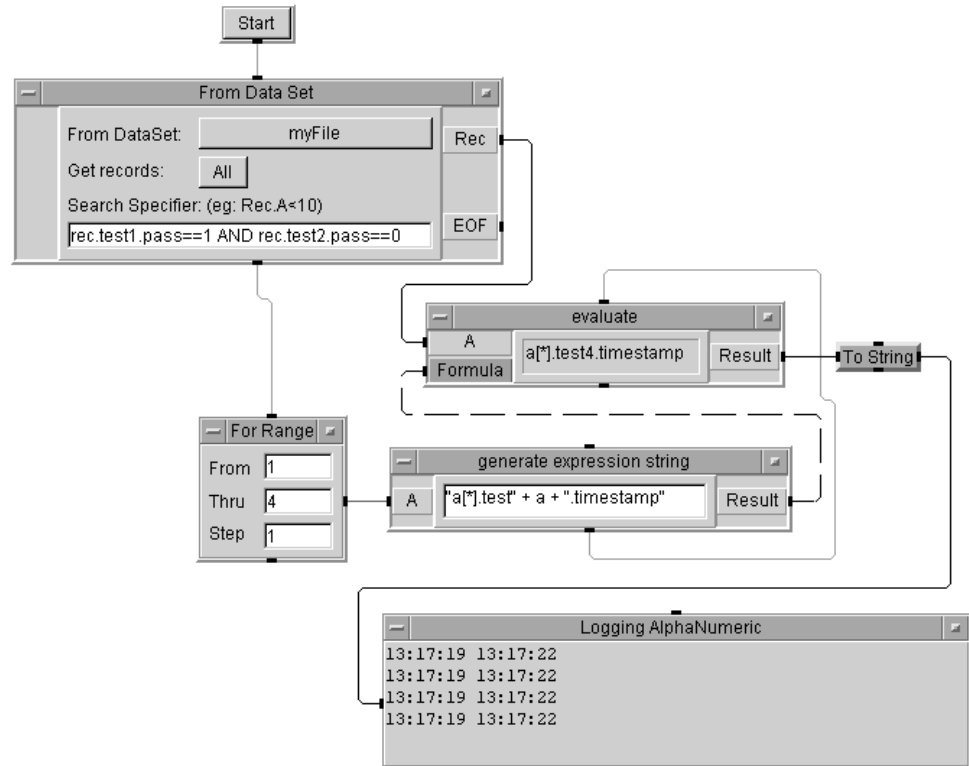 Start
From Data Set
From DataSet: myFile
Rec
Get records: All
Search Specifier: (eg: Rec.A<10)
EOF
rec.test1.pass==1 AND rec.test2.pass==0
evaluate
A
a[*].test4.timestamp
Result
Formula
To String
For Range
From 1
Thru 4
Step 1
generate expression string
A
"a[*].test" + a + ".timestamp"
Result
Logging AlphaNumeric
13:17:19 13:17:22
13:17:19 13:17:22
13:17:19 13:17:22
13:17:19 13:17:22